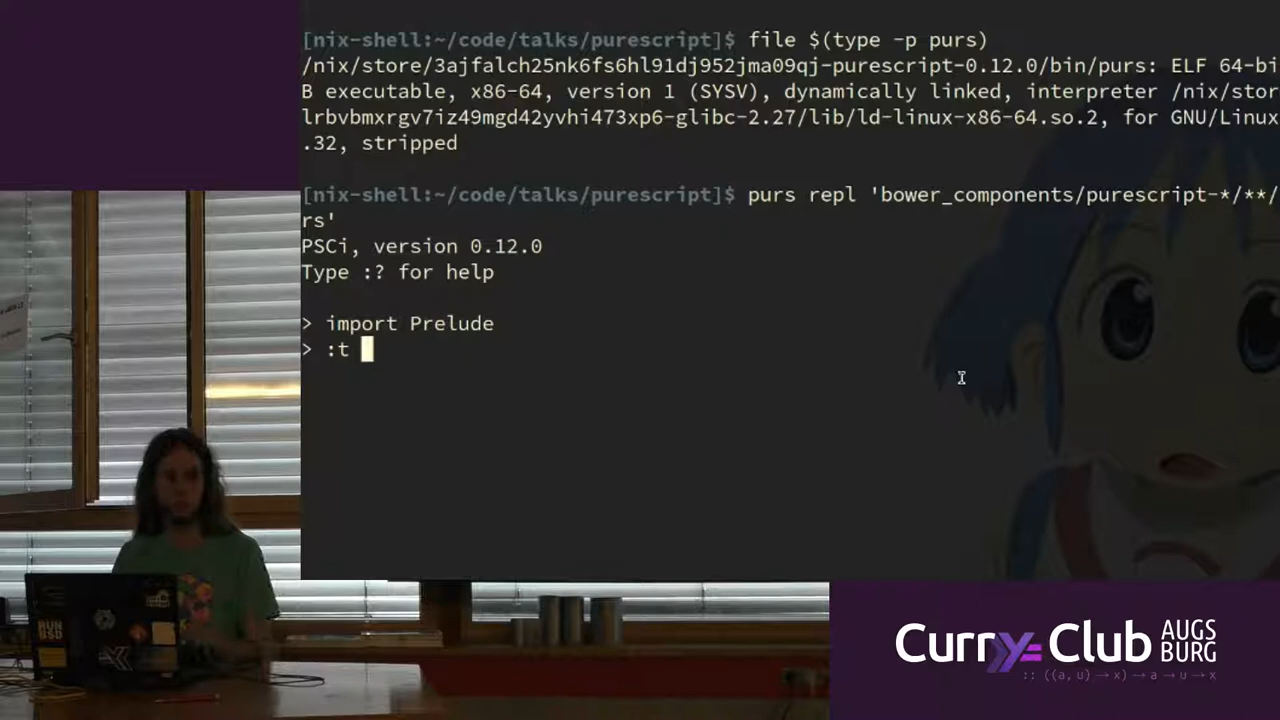 [nix-shell:~/code/talks/purescript]$ file $(type -p purs)
/nix/store/3ajfalch25nk6fs6hl91dj952jma09qj-purescript-0.12.0/bin/purs: ELF 64-bi
B executable, x86-64, version 1 (SYSV), dynamically linked, interpreter /nix/stor
lrbvbmxrgv7iz49mgd42yvhi473xp6-glibc-2.27/lib/ld-linux-x86-64.so.2, for GNU/Linux
.32, stripped
[nix-shell:~/code/talks/purescript]$ purs repl 'bower_components/purescript-*/**/
rs'
PSCi, version 0.12.0
Type :? for help
> import Prelude
> :t
RUN
BSD
Curry Club AUGS
BURG
:: ((a, u) → x) → a → u → x